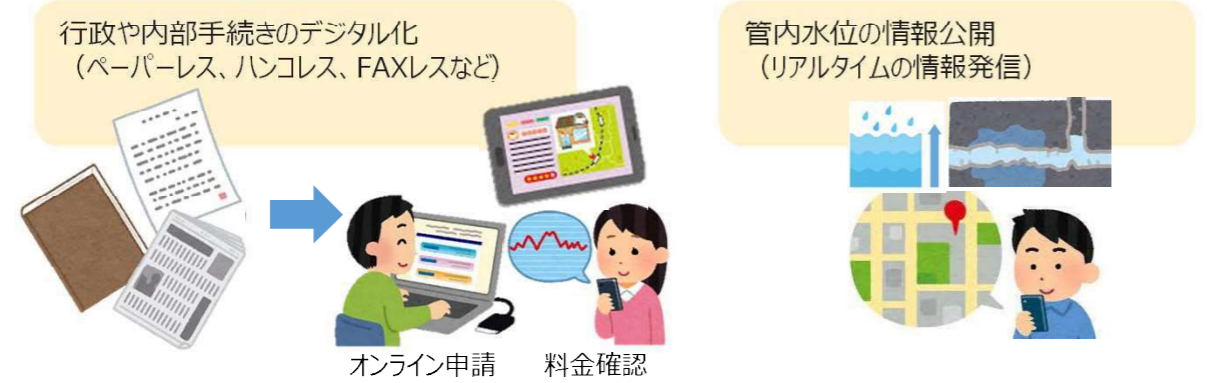 行政や内部手続きのデジタル化
（ペーパーレス、ハンコレス、FAXレスなど）
管内水位の情報公開
（リアルタイムの情報発信）
オンライン申請
料金確認